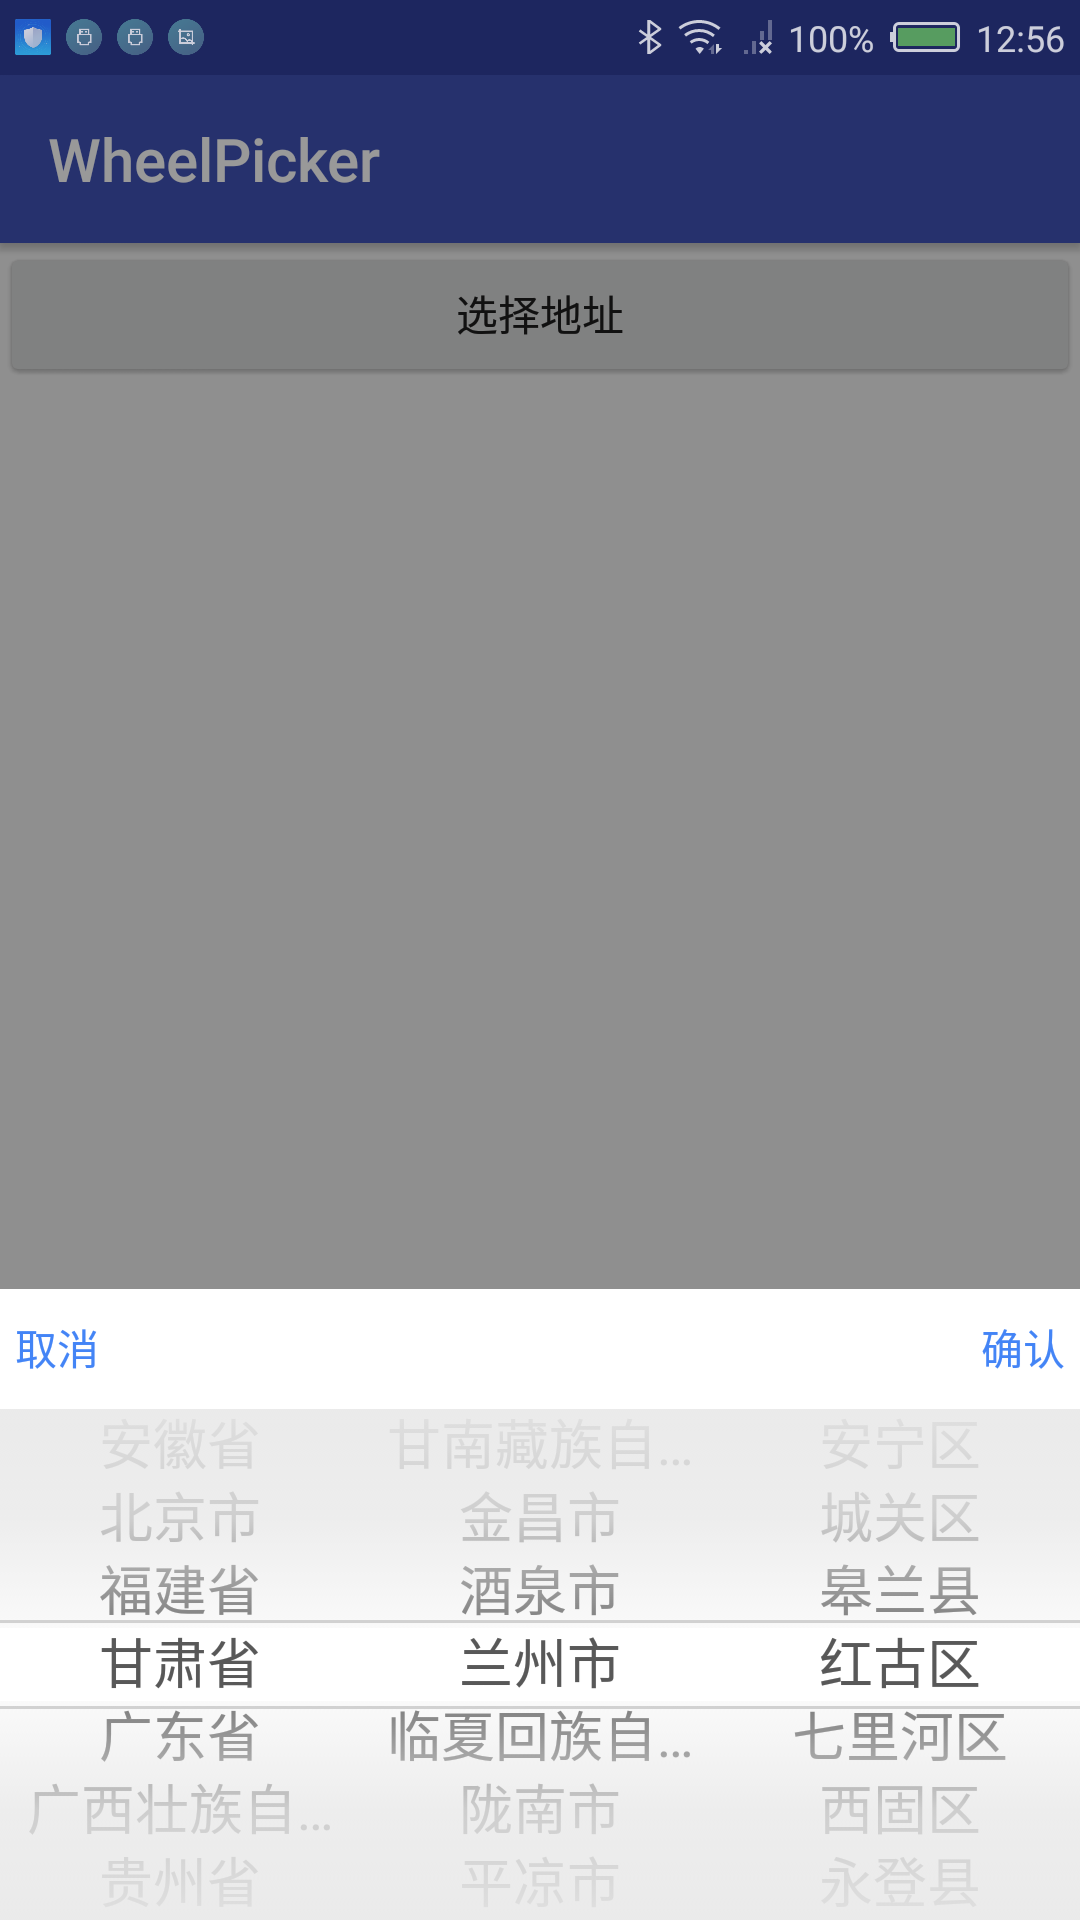 100% 12:56
WheelPicker
选择地址
取消 确认
安徽省 甘南藏族自... 安宁区
北京市 金昌市 城关区
福建省 酒泉市 皋兰县
甘肃省 兰州市 红古区
广东省 临夏回族自... 七里河区
广西壮族自... 陇南市 西固区
贵州省 平凉市 永登县